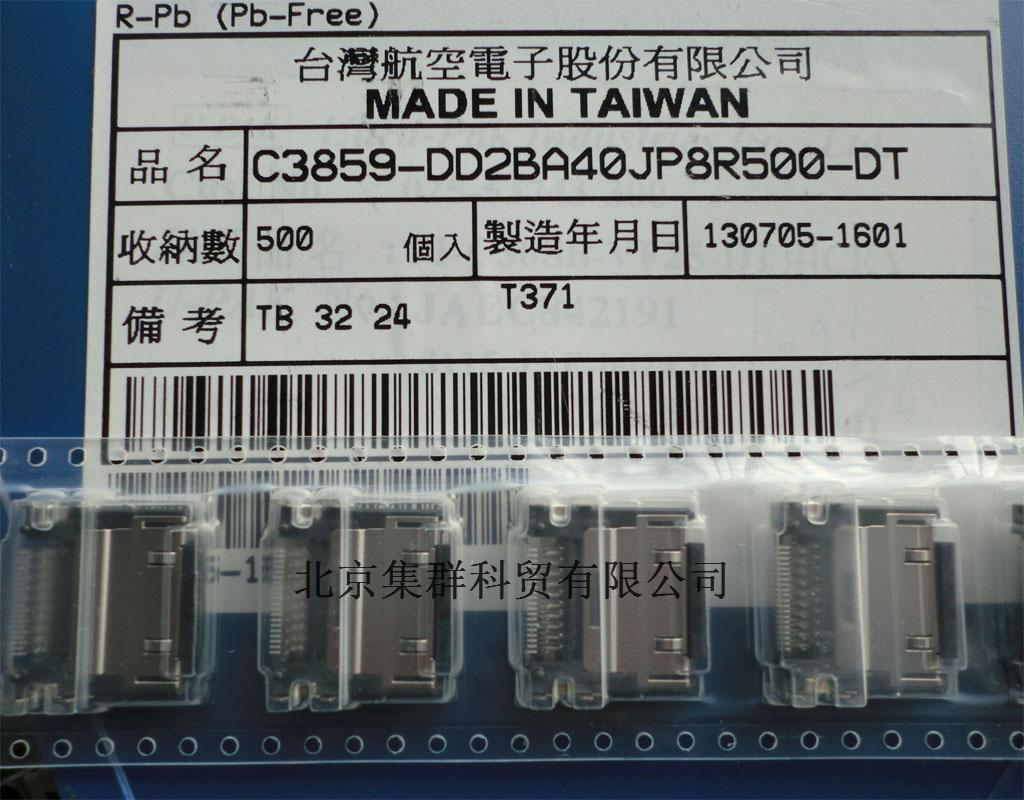 R-Pb (Pb-Free)
台灣航空電子股份有限公司
MADE IN TAIWAN
品名 C3859-DD2BA40JP8R500-DT
收納數 500 個入 製造年月日 130705-1601
備考 TB 32 24 T371
JAEC342191
北京集群科贸有限公司